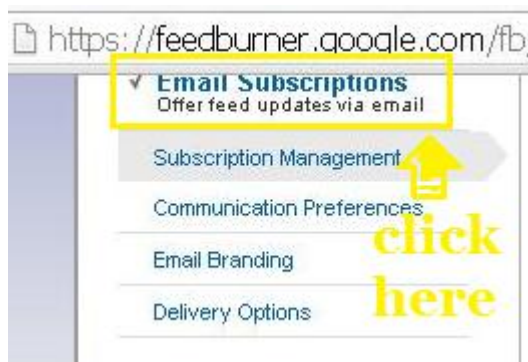 https://feedburner.google.com/fb
Email Subscriptions
Offer feed updates via email
Subscription Management
Communication Preferences
click
Email Branding
here
Delivery Options